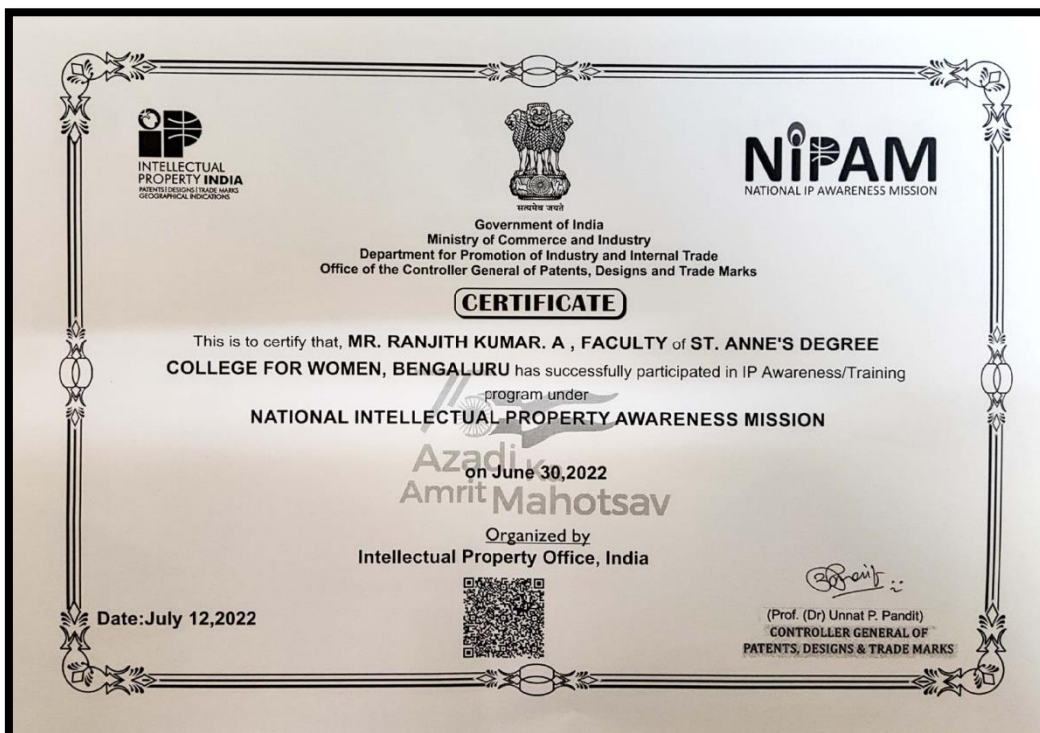 iP
INTELLECTUAL
PROPERTY INDIA
PATENTS | DESIGNS | TRADE MARKS
GEOGRAPHICAL INDICATIONS
सत्यमेव जयते
NiPAM
NATIONAL IP AWARENESS MISSION
Government of India
Ministry of Commerce and Industry
Department for Promotion of Industry and Internal Trade
Office of the Controller General of Patents, Designs and Trade Marks
CERTIFICATE
This is to certify that, MR. RANJITH KUMAR. A , FACULTY of ST. ANNE'S DEGREE
COLLEGE FOR WOMEN, BENGALURU has successfully participated in IP Awareness/Training
program under
NATIONAL INTELLECTUAL PROPERTY AWARENESS MISSION
Azadi Ka
on June 30,2022
Amrit Mahotsav
Organized by
Intellectual Property Office, India
Date:July 12,2022
(Prof. (Dr) Unnat P. Pandit)
CONTROLLER GENERAL OF
PATENTS, DESIGNS & TRADE MARKS